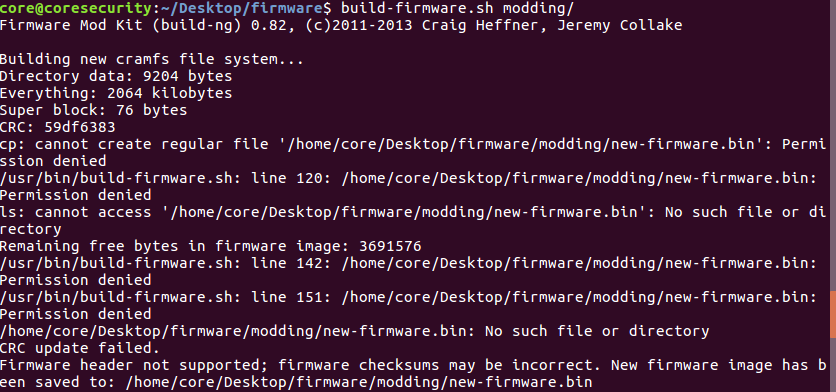 core@coresecurity:~/Desktop/firmware$ build-firmware.sh modding/
Firmware Mod Kit (build-ng) 0.82, (c)2011-2013 Craig Heffner, Jeremy Collake
Building new cramfs file system...
Directory data: 9204 bytes
Everything: 2064 kilobytes
Super block: 76 bytes
CRC: 59df6383
cp: cannot create regular file '/home/core/Desktop/firmware/modding/new-firmware.bin': Permi
ssion denied
/usr/bin/build-firmware.sh: line 120: /home/core/Desktop/firmware/modding/new-firmware.bin:
Permission denied
ls: cannot access '/home/core/Desktop/firmware/modding/new-firmware.bin': No such file or di
rectory
Remaining free bytes in firmware image: 3691576
/usr/bin/build-firmware.sh: line 142: /home/core/Desktop/firmware/modding/new-firmware.bin:
Permission denied
/usr/bin/build-firmware.sh: line 151: /home/core/Desktop/firmware/modding/new-firmware.bin:
Permission denied
/home/core/Desktop/firmware/modding/new-firmware.bin: No such file or directory
CRC update failed.
Firmware header not supported; firmware checksums may be incorrect. New firmware image has b
een saved to: /home/core/Desktop/firmware/modding/new-firmware.bin